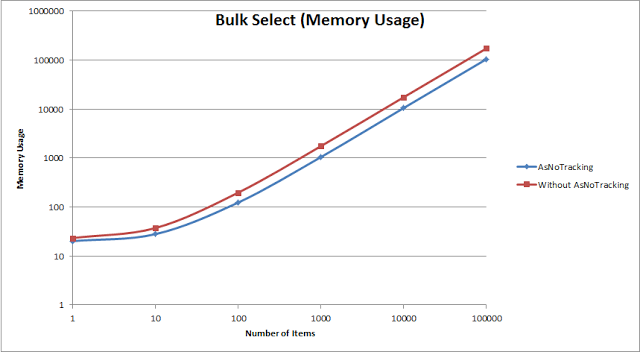 Bulk Select (Memory Usage)
1000000
100000
10000
1000
100
10
1
Memory Usage
1 10 100 1000 10000 100000
Number of Items
AsNoTracking
Without AsNoTracking